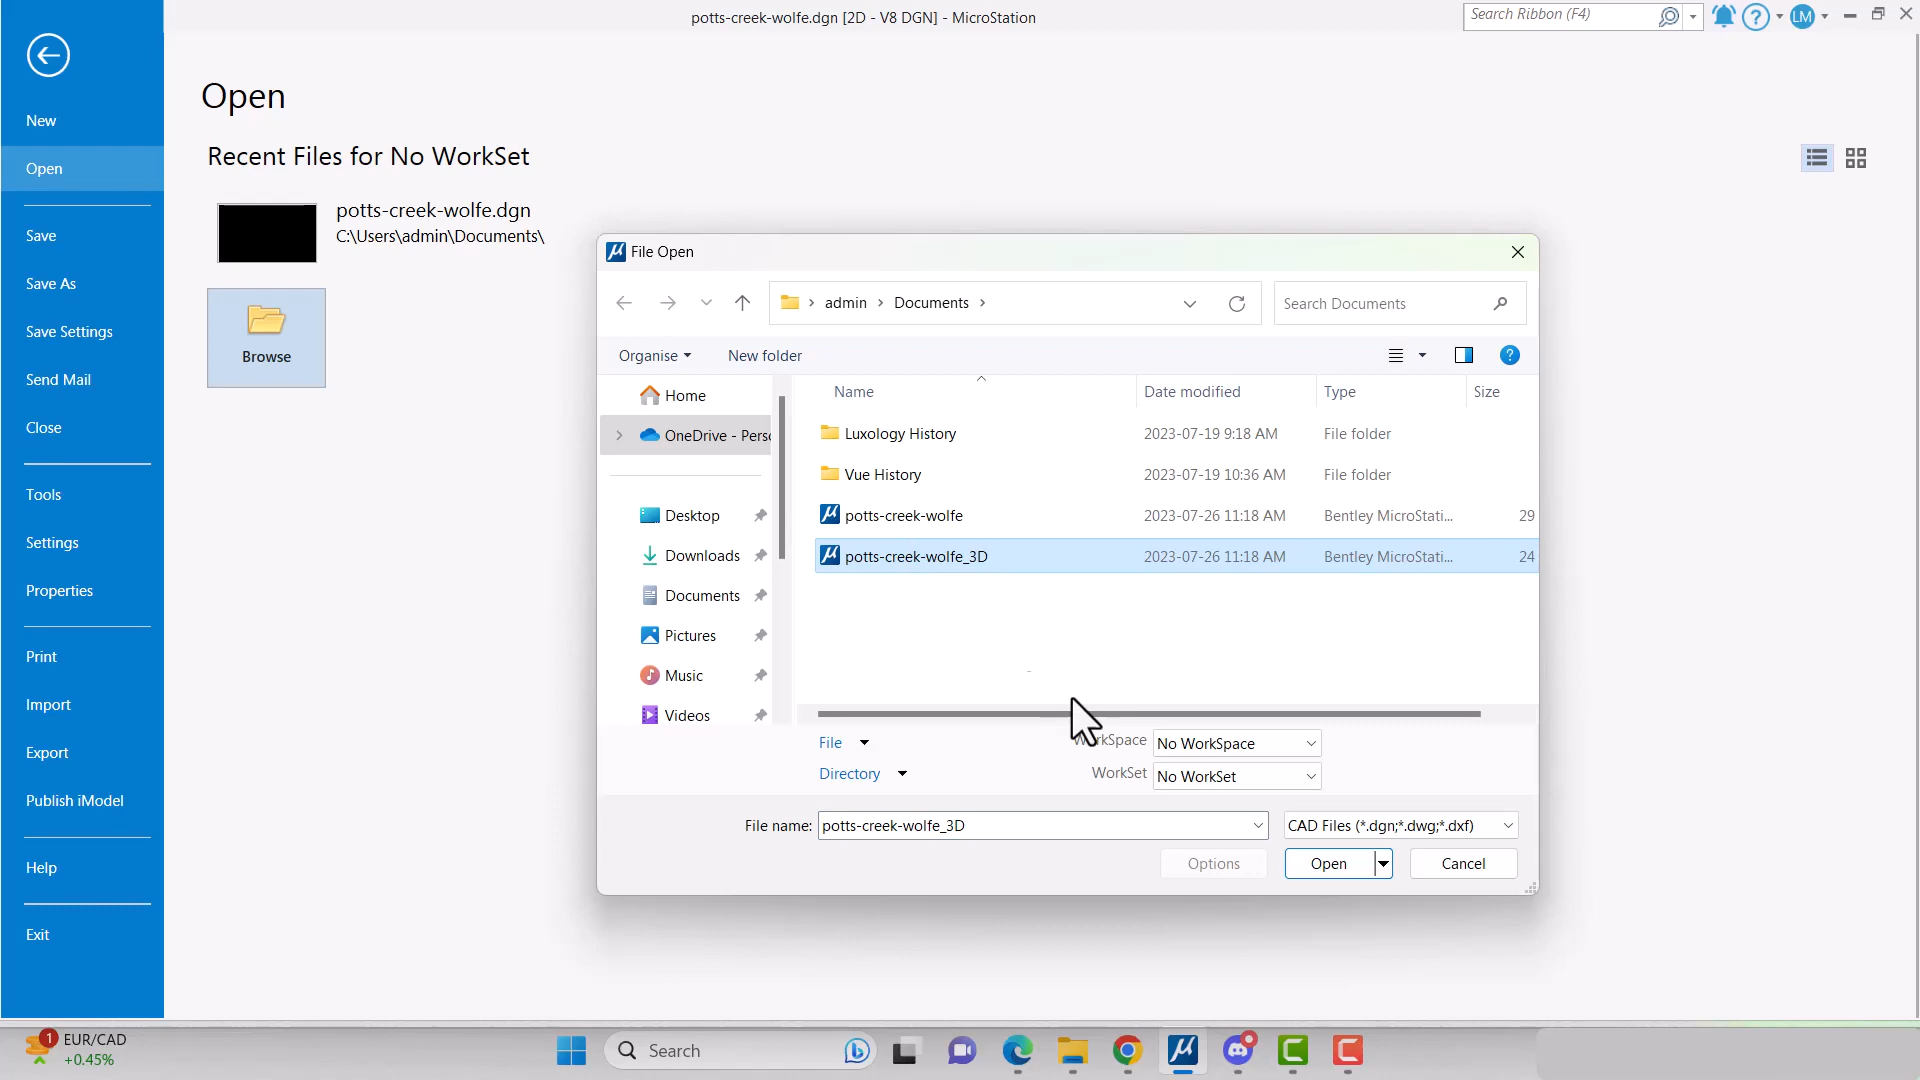 potts-creek-wolfe.dgn [2D - V8 DGN] - MicroStation
Search Ribbon (F4)
LM
New
Open
Save
Save As
Save Settings
Send Mail
Close
Tools
Settings
Properties
Print
Import
Export
Publish iModel
Help
Exit
Open
Recent Files for No WorkSet
potts-creek-wolfe.dgn
C:\Users\admin\Documents\
Browse
File Open
admin > Documents >
Search Documents
Organise
New folder
Home
OneDrive - Perso
Desktop
Downloads
Documents
Pictures
Music
Videos
Name Date modified Type Size
Luxology History 2023-07-19 9:18 AM File folder
Vue History 2023-07-19 10:36 AM File folder
potts-creek-wolfe 2023-07-26 11:18 AM Bentley MicroStati... 29
potts-creek-wolfe_3D 2023-07-26 11:18 AM Bentley MicroStati... 24
File
Directory
No WorkSpace
WorkSet No WorkSet
File name: potts-creek-wolfe_3D CAD Files (*.dgn;*.dwg;*.dxf)
Options Open Cancel
1
EUR/CAD
+0.45%
Search